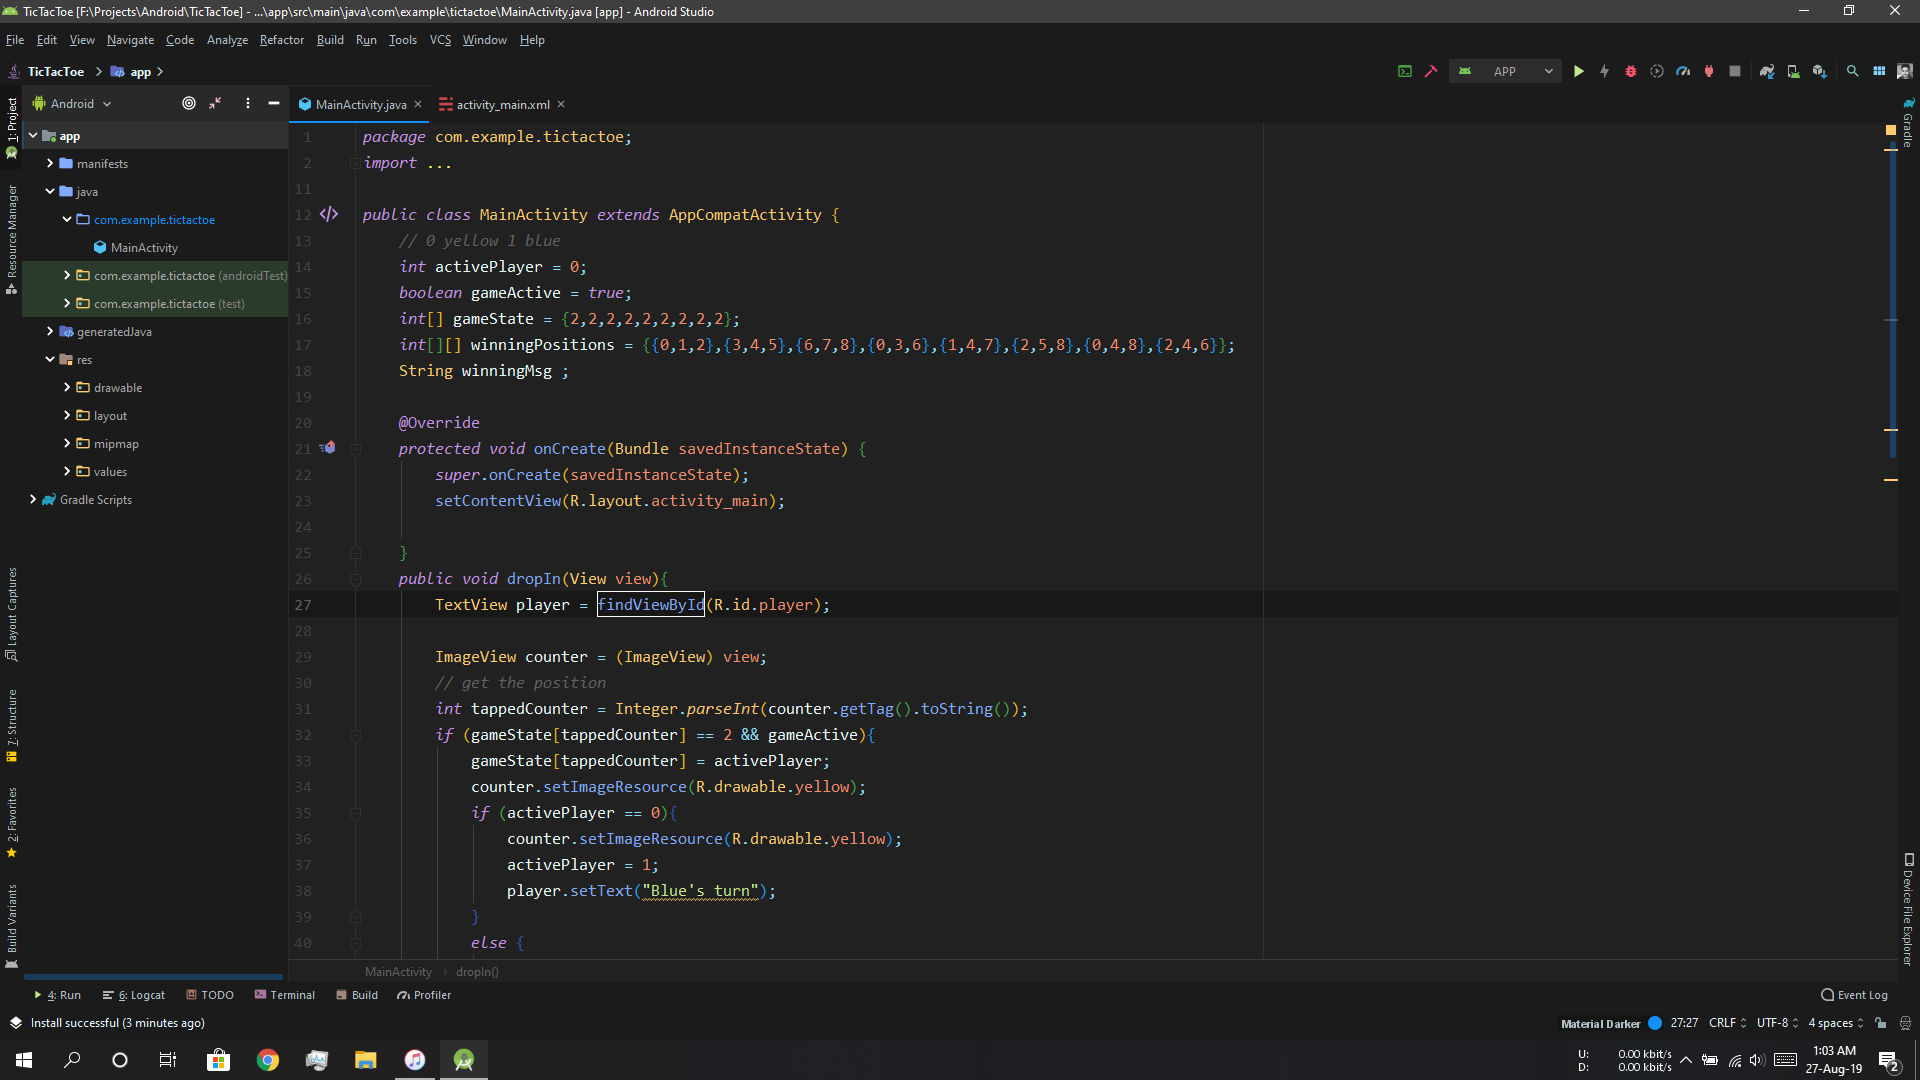 TicTacToe [F:\Projects\Android\TicTacToe] - ...\app\src\main\java\com\example\tictactoe\MainActivity.java [app] - Android Studio
File Edit View Navigate Code Analyze Refactor Build Run Tools VCS Window Help
TicTacToe app APP
Android MainActivity.java activity_main.xml
1: Project
Resource Manager
Layout Captures
7: Structure
2: Favorites
Build Variants
app
manifests
java
com.example.tictactoe
MainActivity
com.example.tictactoe (androidTest)
com.example.tictactoe (test)
generatedJava
res
drawable
layout
mipmap
values
Gradle Scripts
1 package com.example.tictactoe;
2 import ...
11
12 public class MainActivity extends AppCompatActivity {
13 // 0 yellow 1 blue
14 int activePlayer = 0;
15 boolean gameActive = true;
16 int[] gameState = {2,2,2,2,2,2,2,2,2};
17 int[][] winningPositions = {{0,1,2},{3,4,5},{6,7,8},{0,3,6},{1,4,7},{2,5,8},{0,4,8},{2,4,6}};
18 String winningMsg ;
19
20 @Override
21 protected void onCreate(Bundle savedInstanceState) {
22 super.onCreate(savedInstanceState);
23 setContentView(R.layout.activity_main);
24
25 }
26 public void dropIn(View view){
27 TextView player = findViewById(R.id.player);
28
29 ImageView counter = (ImageView) view;
30 // get the position
31 int tappedCounter = Integer.parseInt(counter.getTag().toString());
32 if (gameState[tappedCounter] == 2 && gameActive){
33 gameState[tappedCounter] = activePlayer;
34 counter.setImageResource(R.drawable.yellow);
35 if (activePlayer == 0){
36 counter.setImageResource(R.drawable.yellow);
37 activePlayer = 1;
38 player.setText("Blue's turn");
39 }
40 else {
MainActivity dropIn()
Gradle
Device File Explorer
4: Run 6: Logcat TODO Terminal Build Profiler Event Log
Install successful (3 minutes ago) Material Darker 27:27 CRLF UTF-8 4 spaces
U: 0.00 kbit/s
D: 0.00 kbit/s
1:03 AM
27-Aug-19
2